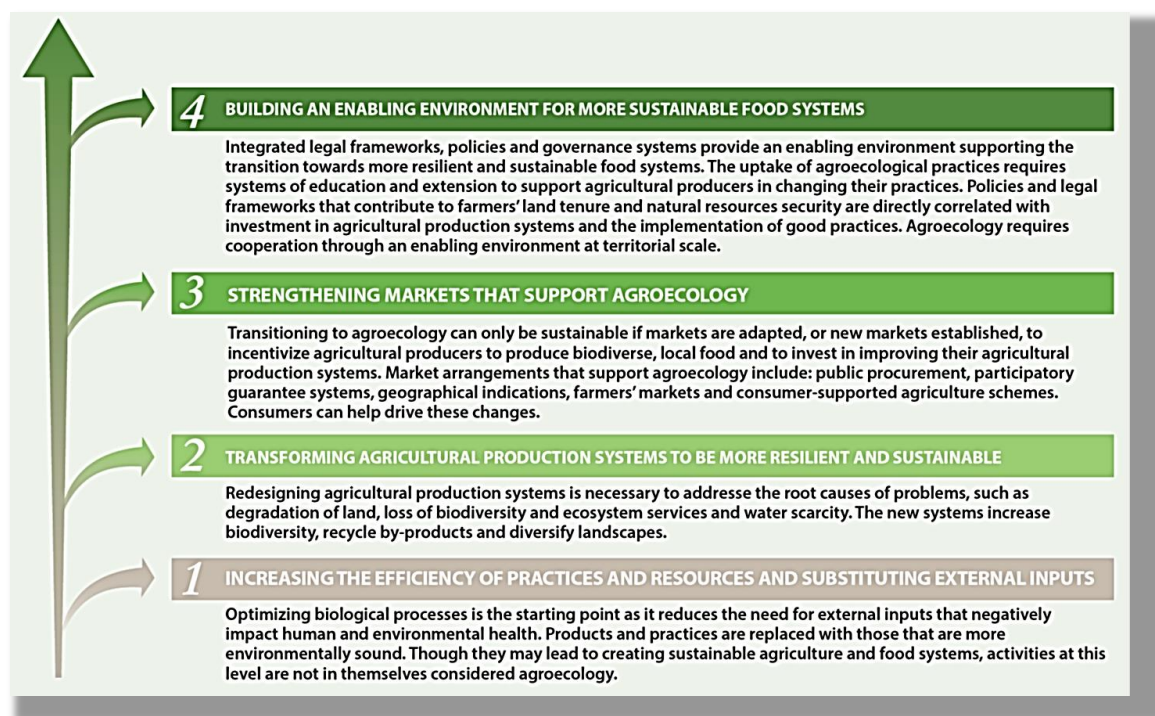 4 BUILDING AN ENABLING ENVIRONMENT FOR MORE SUSTAINABLE FOOD SYSTEMS
Integrated legal frameworks, policies and governance systems provide an enabling environment supporting the
transition towards more resilient and sustainable food systems. The uptake of agroecological practices requires
systems of education and extension to support agricultural producers in changing their practices. Policies and legal
frameworks that contribute to farmers' land tenure and natural resources security are directly correlated with
investment in agricultural production systems and the implementation of good practices. Agroecology requires
cooperation through an enabling environment at territorial scale.
3 STRENGTHENING MARKETS THAT SUPPORT AGROECOLOGY
Transitioning to agroecology can only be sustainable if markets are adapted, or new markets established, to
incentivize agricultural producers to produce biodiverse, local food and to invest in improving their agricultural
production systems. Market arrangements that support agroecology include: public procurement, participatory
guarantee systems, geographical indications, farmers' markets and consumer-supported agriculture schemes.
Consumers can help drive these changes.
2 TRANSFORMING AGRICULTURAL PRODUCTION SYSTEMS TO BE MORE RESILIENT AND SUSTAINABLE
Redesigning agricultural production systems is necessary to addresse the root causes of problems, such as
degradation of land, loss of biodiversity and ecosystem services and water scarcity. The new systems increase
biodiversity, recycle by-products and diversify landscapes.
1 INCREASING THE EFFICIENCY OF PRACTICES AND RESOURCES AND SUBSTITUTING EXTERNAL INPUTS
Optimizing biological processes is the starting point as it reduces the need for external inputs that negatively
impact human and environmental health. Products and practices are replaced with those that are more
environmentally sound. Though they may lead to creating sustainable agriculture and food systems, activities at this
level are not in themselves considered agroecology.